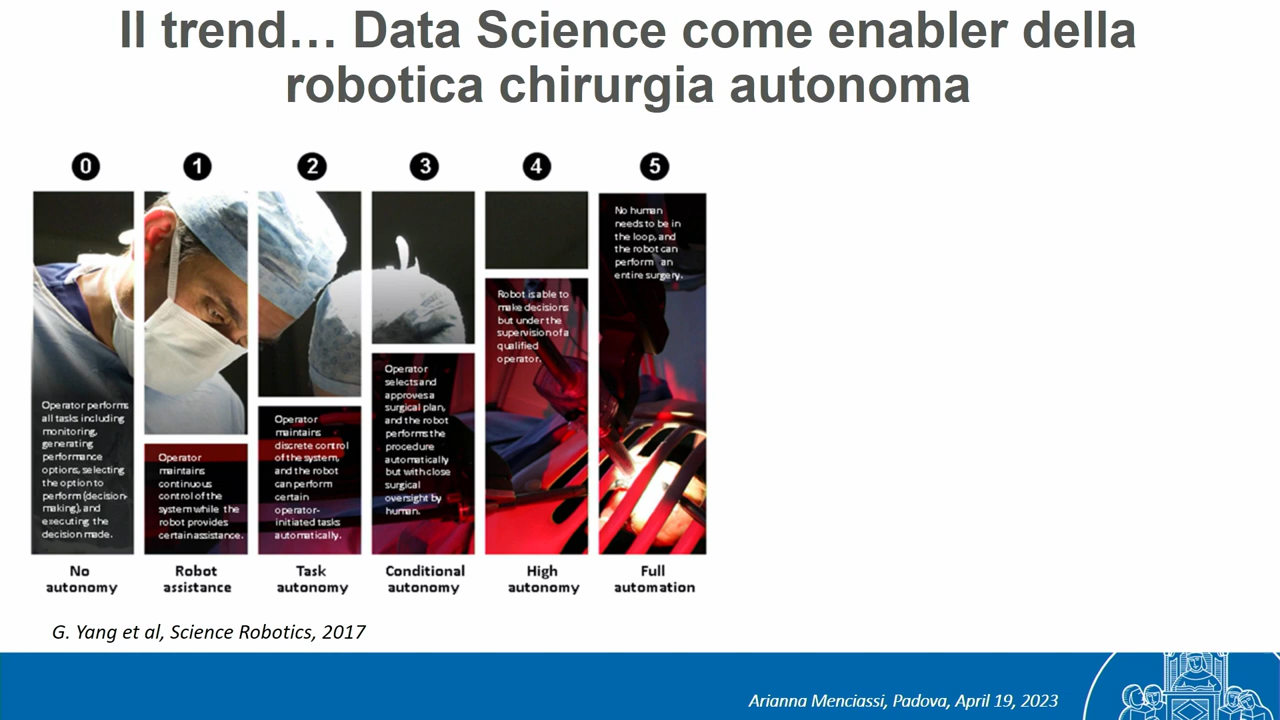 Il trend… Data Science come enabler della
robotica chirurgia autonoma
0
1
2
3
4
5
Operator performs
all tasks including
monitoring,
generating
performance
options, selecting
the option to
perform (decision-
making), and
executing the
decision made.
Operator
maintains
continuous
control of the
system while the
robot provides
certain assistance.
Operator
maintains
discrete control
of the system,
and the robot
can perform
certain
operator-
initiated tasks
automatically.
Operator
selects and
approves a
surgical plan,
and the robot
performs the
procedure
automatically
but with close
surgical
oversight by
human.
Robot is able to
make decisions
but under the
supervision of a
qualified
operator.
No human
needs to be in
the loop, and
the robot can
perform an
entire surgery.
No
autonomy
Robot
assistance
Task
autonomy
Conditional
autonomy
High
autonomy
Full
automation
G. Yang et al, Science Robotics, 2017
Arianna Menciassi, Padova, April 19, 2023